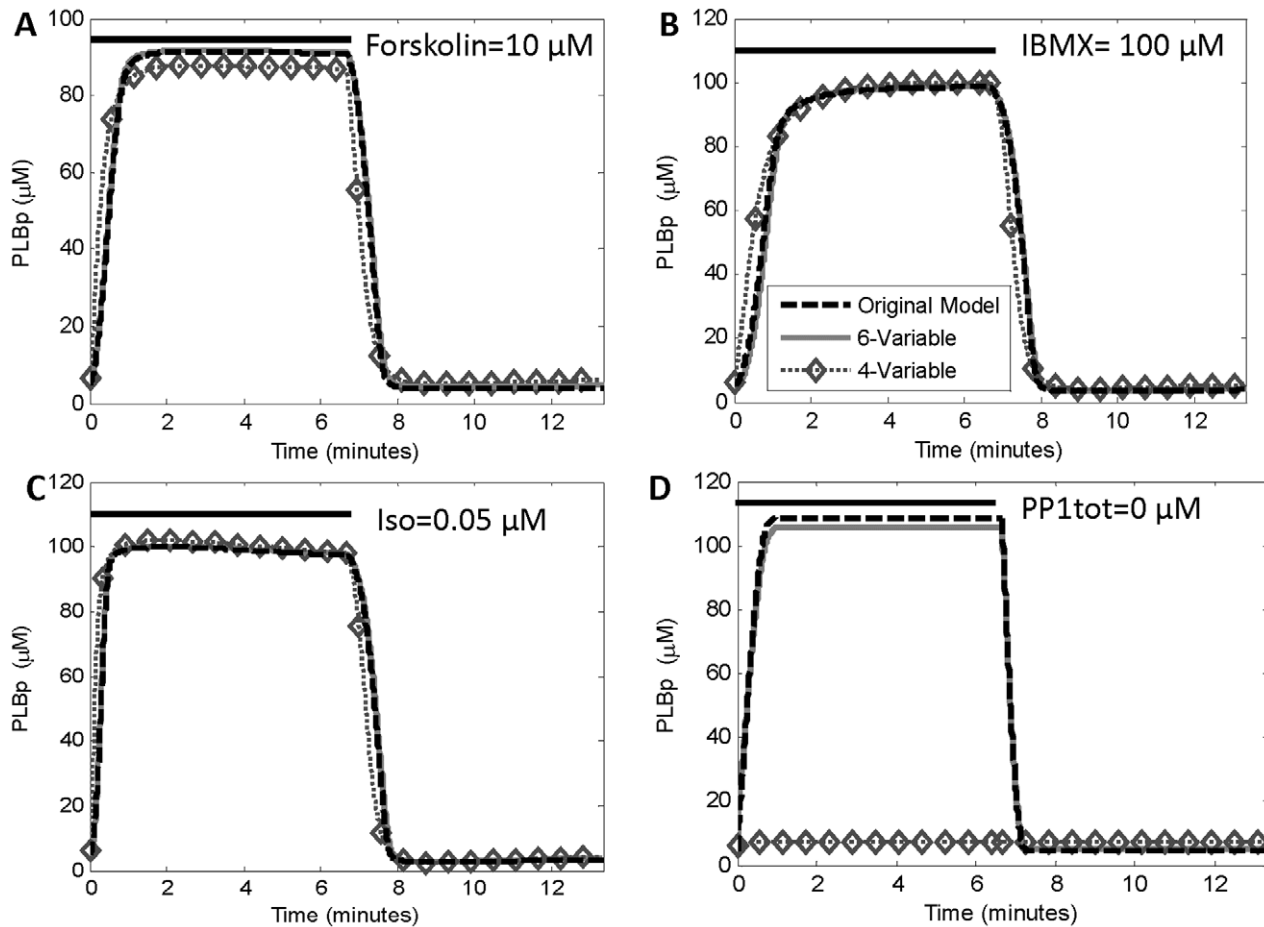 A
Forskolin=10 μM
100
80
60
40
20
0
PLBp (μM)
0 2 4 6 8 10 12
Time (minutes)
B
IBMX= 100 μM
120
100
80
60
40
20
0
PLBp (μM)
Original Model
6-Variable
4-Variable
0 2 4 6 8 10 12
Time (minutes)
C
Iso=0.05 μM
120
100
80
60
40
20
0
PLBp (μM)
0 2 4 6 8 10 12
Time (minutes)
D
PP1tot=0 μM
120
100
80
60
40
20
0
PLBp (μM)
0 2 4 6 8 10 12
Time (minutes)